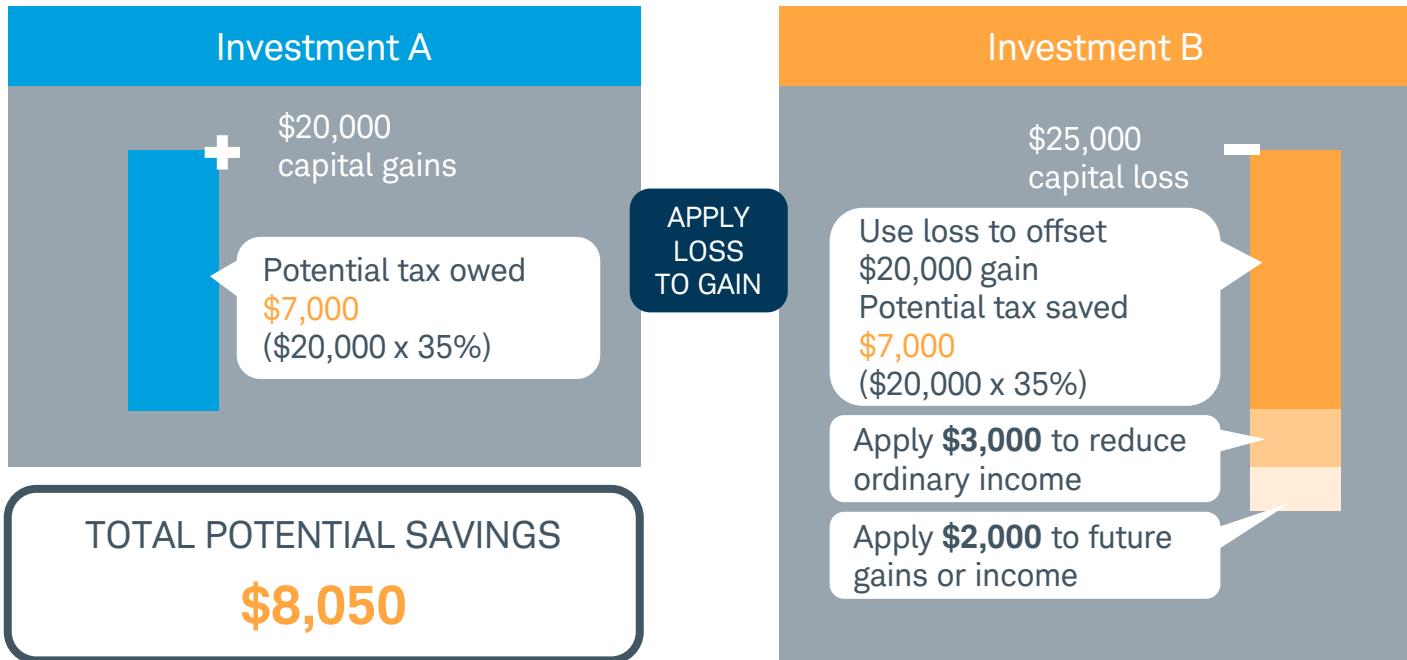 Investment A
$20,000
capital gains
Potential tax owed
$7,000
($20,000 x 35%)
APPLY
LOSS
TO GAIN
Investment B
$25,000
capital loss
Use loss to offset
$20,000 gain
Potential tax saved
$7,000
($20,000 x 35%)
Apply $3,000 to reduce
ordinary income
Apply $2,000 to future
gains or income
TOTAL POTENTIAL SAVINGS
$8,050